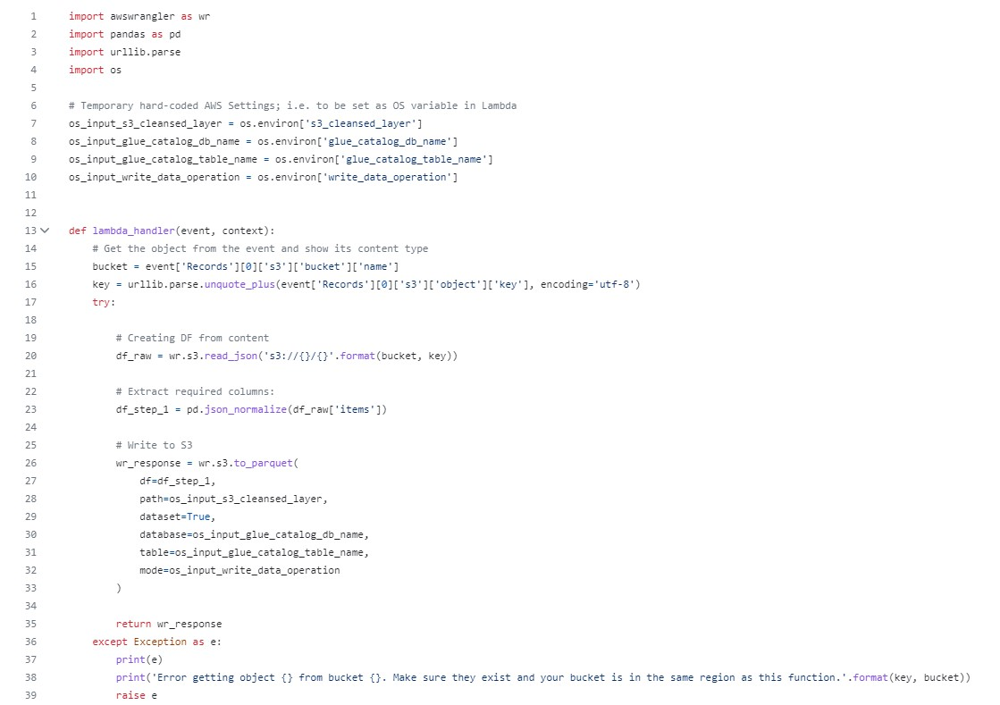 1 import awswrangler as wr
2 import pandas as pd
3 import urllib.parse
4 import os
5
6 # Temporary hard-coded AWS Settings; i.e. to be set as OS variable in Lambda
7 os_input_s3_cleansed_layer = os.environ['s3_cleansed_layer']
8 os_input_glue_catalog_db_name = os.environ['glue_catalog_db_name']
9 os_input_glue_catalog_table_name = os.environ['glue_catalog_table_name']
10 os_input_write_data_operation = os.environ['write_data_operation']
11
12
13 def lambda_handler(event, context):
14     # Get the object from the event and show its content type
15     bucket = event['Records'][0]['s3']['bucket']['name']
16     key = urllib.parse.unquote_plus(event['Records'][0]['s3']['object']['key'], encoding='utf-8')
17     try:
18
19         # Creating DF from content
20         df_raw = wr.s3.read_json('s3://{}/{}'.format(bucket, key))
21
22         # Extract required columns:
23         df_step_1 = pd.json_normalize(df_raw['items'])
24
25         # Write to S3
26         wr_response = wr.s3.to_parquet(
27             df=df_step_1,
28             path=os_input_s3_cleansed_layer,
29             dataset=True,
30             database=os_input_glue_catalog_db_name,
31             table=os_input_glue_catalog_table_name,
32             mode=os_input_write_data_operation
33         )
34
35         return wr_response
36     except Exception as e:
37         print(e)
38         print('Error getting object {} from bucket {}. Make sure they exist and your bucket is in the same region as this function.'.format(key, bucket))
39         raise e